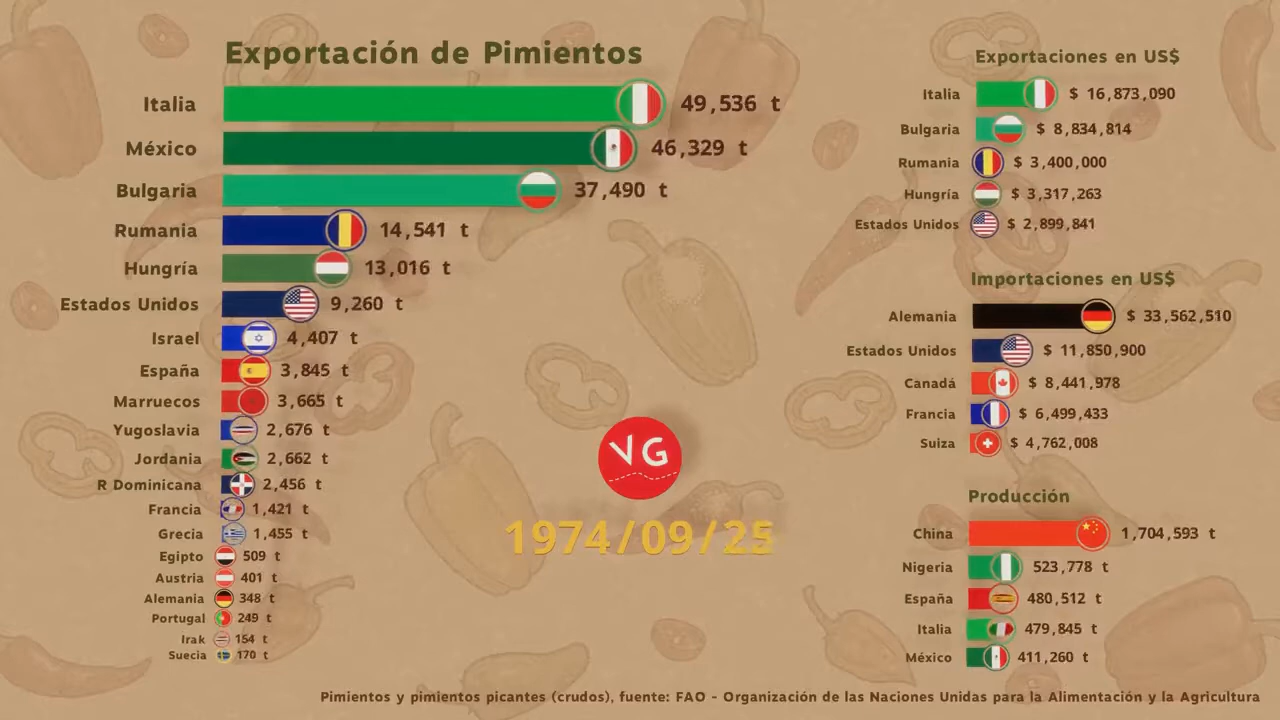 Exportación de Pimientos
Italia 49,536 t
México 46,329 t
Bulgaria 37,490 t
Rumania 14,541 t
Hungría 13,016 t
Estados Unidos 9,260 t
Israel 4,407 t
España 3,845 t
Marruecos 3,665 t
Yugoslavia 2,676 t
Jordania 2,662 t
R Dominicana 2,456 t
Francia 1,421 t
Grecia 1,455 t
Egipto 509 t
Austria 401 t
Alemania 348 t
Portugal 249 t
Irak 154 t
Suecia 170 t
VG
1974/09/25
Exportaciones en US$
Italia $ 16,873,090
Bulgaria $ 8,834,814
Rumania $ 3,400,000
Hungría $ 3,317,263
Estados Unidos $ 2,899,841
Importaciones en US$
Alemania $ 33,562,510
Estados Unidos $ 11,850,900
Canadá $ 8,441,978
Francia $ 6,499,433
Suiza $ 4,762,008
Producción
China 1,704,593 t
Nigeria 523,778 t
España 480,512 t
Italia 479,845 t
México 411,260 t
Pimientos y pimientos picantes (crudos), fuente: FAO - Organización de las Naciones Unidas para la Alimentación y la Agricultura